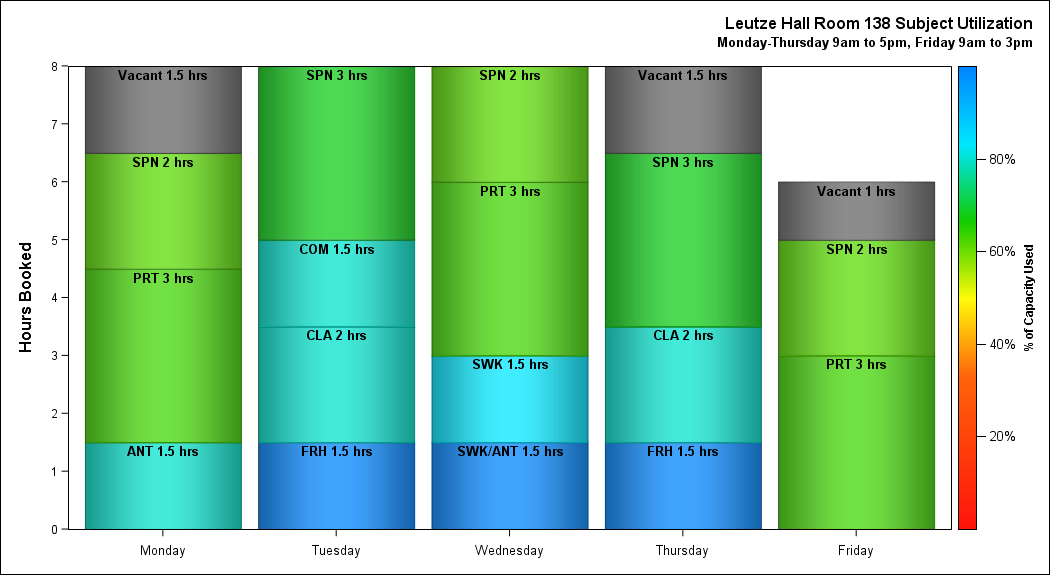 Leutze Hall Room 138 Subject Utilization
Monday-Thursday 9am to 5pm, Friday 9am to 3pm
Hours Booked
8
7
6
5
4
3
2
1
0
Vacant 1.5 hrs
SPN 2 hrs
PRT 3 hrs
ANT 1.5 hrs
SPN 3 hrs
COM 1.5 hrs
CLA 2 hrs
FRH 1.5 hrs
SPN 2 hrs
PRT 3 hrs
SWK 1.5 hrs
SWK/ANT 1.5 hrs
Vacant 1.5 hrs
SPN 3 hrs
CLA 2 hrs
FRH 1.5 hrs
Vacant 1 hrs
SPN 2 hrs
PRT 3 hrs
Monday Tuesday Wednesday Thursday Friday
80%
60%
40%
20%
% of Capacity Used